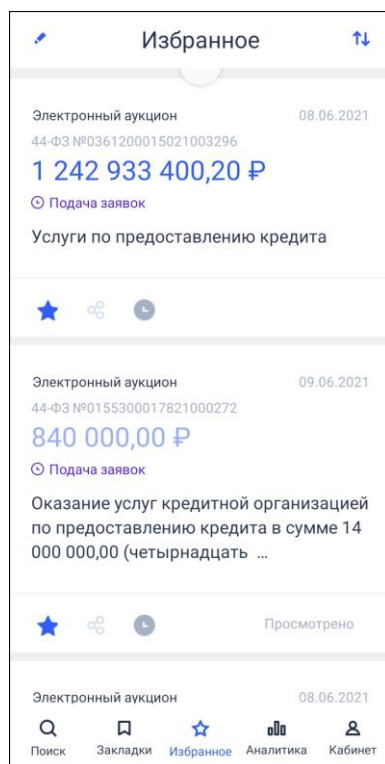 Избранное
Электронный аукцион 08.06.2021
44-ФЗ №0361200015021003296
1 242 933 400,20 ₽
Подача заявок
Услуги по предоставлению кредита
Электронный аукцион 09.06.2021
44-ФЗ №0155300017821000272
840 000,00 ₽
Подача заявок
Оказание услуг кредитной организацией
по предоставлению кредита в сумме 14
000 000,00 (четырнадцать ...
Просмотрено
Электронный аукцион 08.06.2021
Поиск Закладки Избранное Аналитика Кабинет